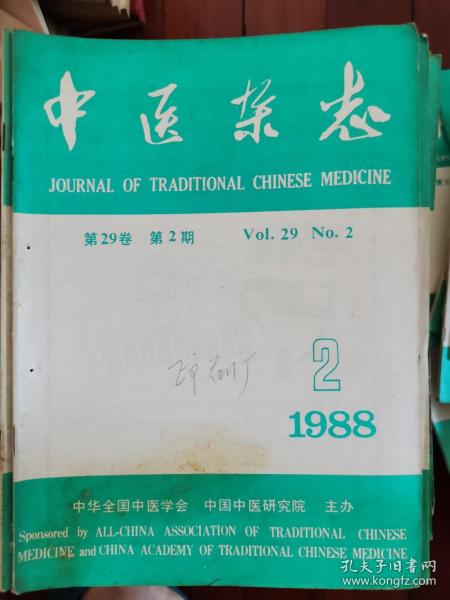 中医杂志
JOURNAL OF TRADITIONAL CHINESE MEDICINE
第29卷 第2期 Vol. 29 No. 2
2
1988
中华全国中医学会 中国中医研究院 主办
Sponsored by ALL-CHINA ASSOCIATION OF TRADITIONAL CHINESE
MEDICINE and CHINA ACADEMY OF TRADITIONAL CHINESE MEDICINE
孔夫子旧书网
www.kongfz.com